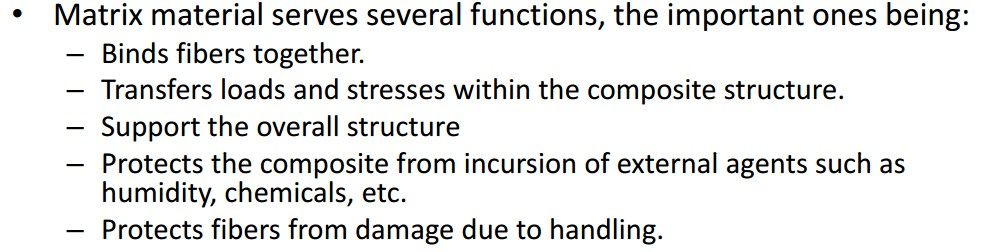 • Matrix material serves several functions, the important ones being:
– Binds fibers together.
– Transfers loads and stresses within the composite structure.
– Support the overall structure
– Protects the composite from incursion of external agents such as
humidity, chemicals, etc.
– Protects fibers from damage due to handling.